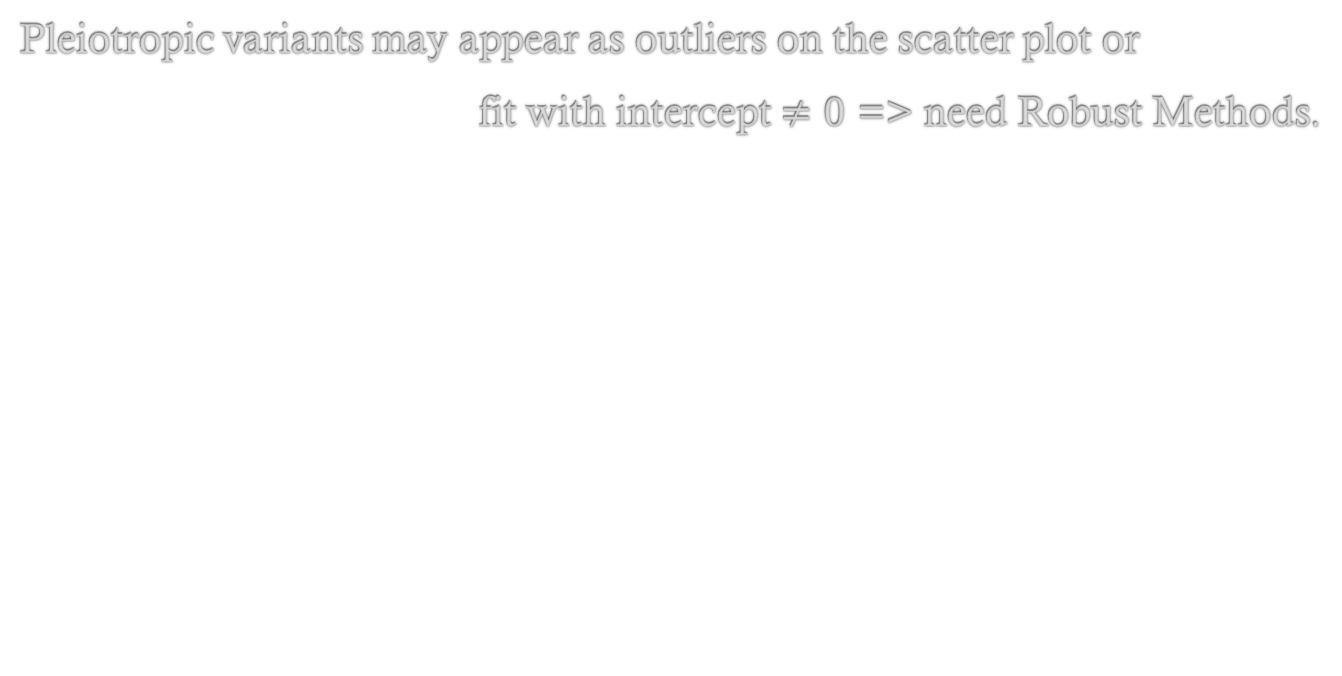 Pleiotropic variants may appear as outliers on the scatter plot or
fit with intercept ≠ 0 => need Robust Methods.